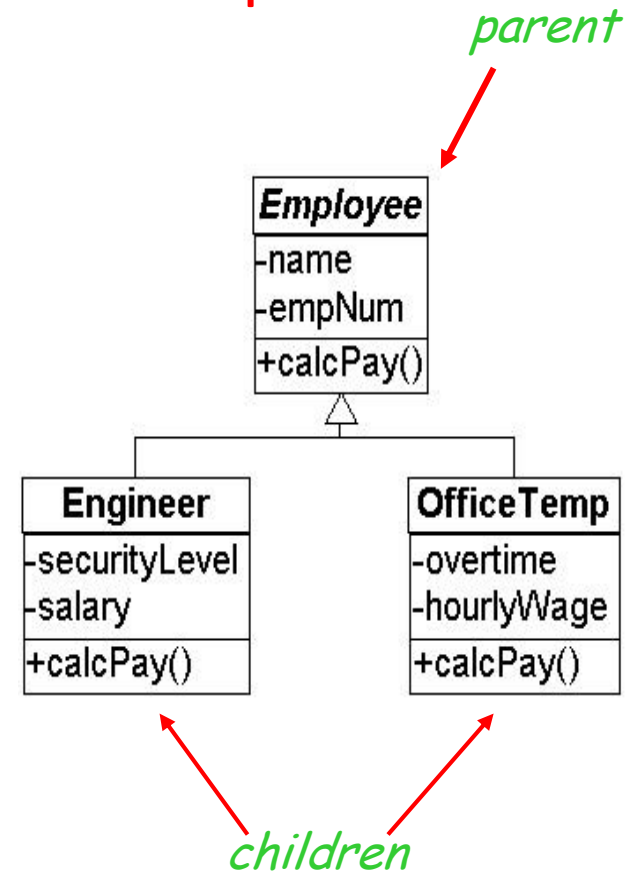 parent
Employee
-name
-empNum
+calcPay()
Engineer
-securityLevel
-salary
+calcPay()
OfficeTemp
-overtime
-hourlyWage
+calcPay()
children